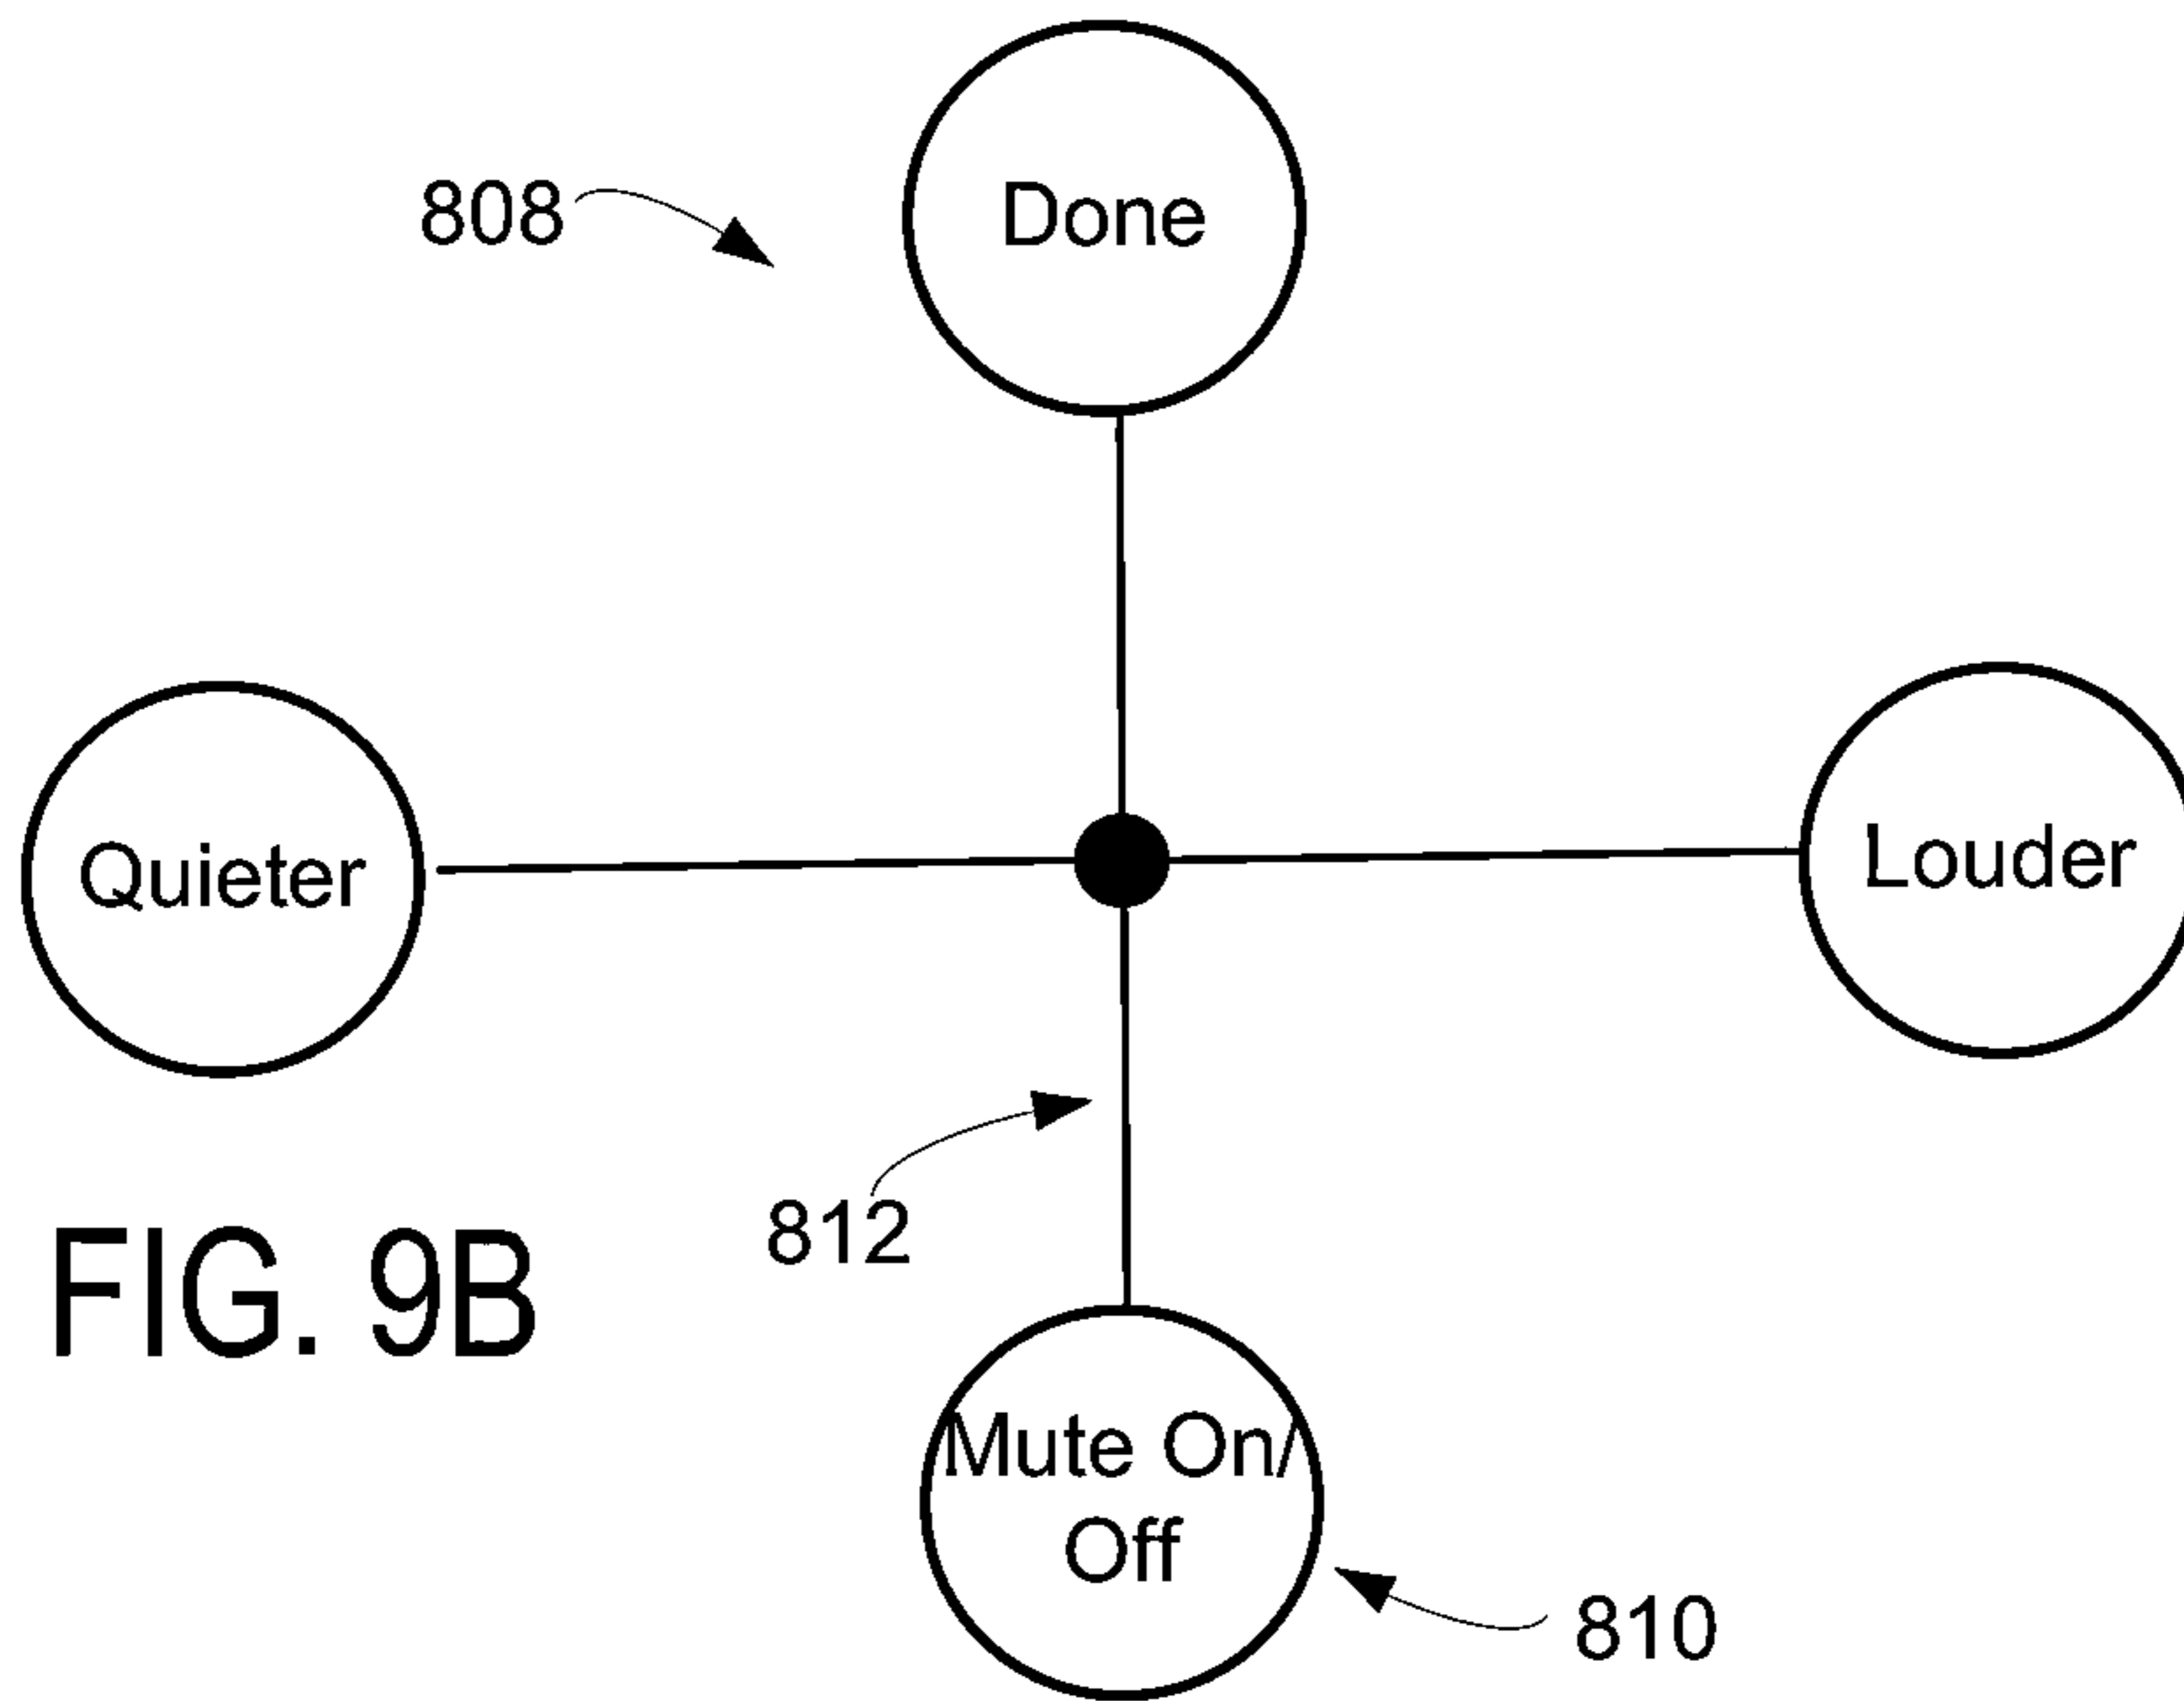 Done
808
Quieter
Louder
812
FIG. 9B
Mute On/
Off
810